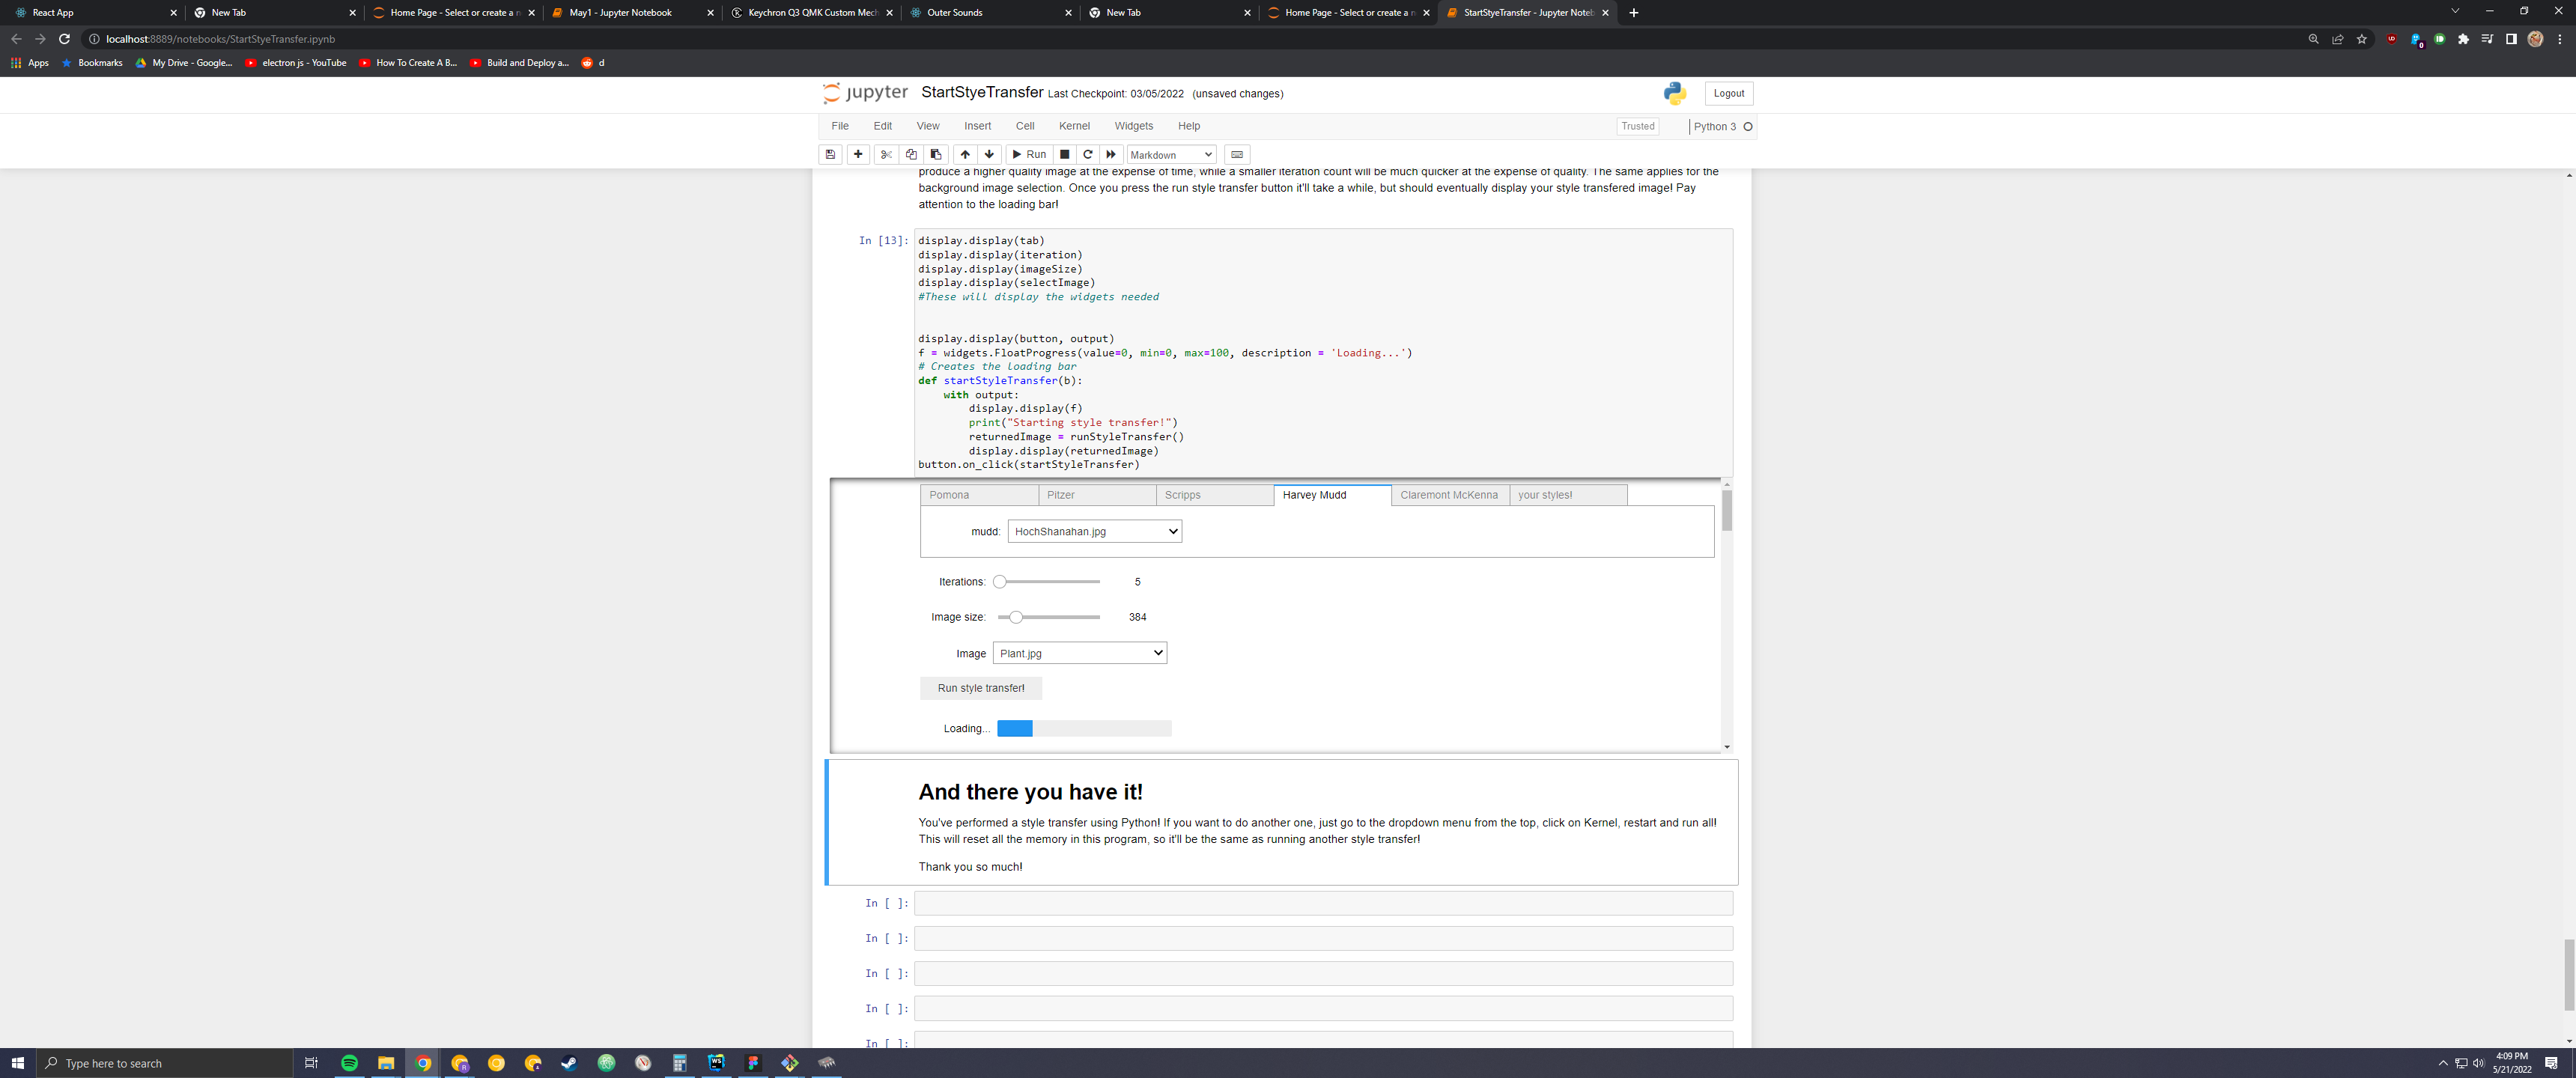 React App
New Tab
Home Page - Select or create a n
May1 - Jupyter Notebook
Keychron Q3 QMK Custom Mech
Outer Sounds
New Tab
Home Page - Select or create a n
StartStyeTransfer - Jupyter Noteb
localhost:8889/notebooks/StartStyeTransfer.ipynb
Apps
Bookmarks
My Drive - Google...
electron js - YouTube
How To Create A B...
Build and Deploy a...
d
jupyter StartStyeTransfer Last Checkpoint: 03/05/2022 (unsaved changes)
Logout
File Edit View Insert Cell Kernel Widgets Help
Trusted
Python 3
Run
Markdown
produce a higher quality image at the expense of time, while a smaller iteration count will be much quicker at the expense of quality. The same applies for the
background image selection. Once you press the run style transfer button it'll take a while, but should eventually display your style transfered image! Pay
attention to the loading bar!
In [13]:
display.display(tab)
display.display(iteration)
display.display(imageSize)
display.display(selectImage)
#These will display the widgets needed
display.display(button, output)
f = widgets.FloatProgress(value=0, min=0, max=100, description = 'Loading...')
# Creates the loading bar
def startStyleTransfer(b):
    with output:
        display.display(f)
        print("Starting style transfer!")
        returnedImage = runStyleTransfer()
        display.display(returnedImage)
button.on_click(startStyleTransfer)
Pomona Pitzer Scripps Harvey Mudd Claremont McKenna your styles!
mudd: HochShanahan.jpg
Iterations: 5
Image size: 384
Image Plant.jpg
Run style transfer!
Loading...
And there you have it!
You've performed a style transfer using Python! If you want to do another one, just go to the dropdown menu from the top, click on Kernel, restart and run all!
This will reset all the memory in this program, so it'll be the same as running another style transfer!
Thank you so much!
In [ ]:
In [ ]:
In [ ]:
In [ ]:
In [ ]:
Type here to search
4:09 PM
5/21/2022